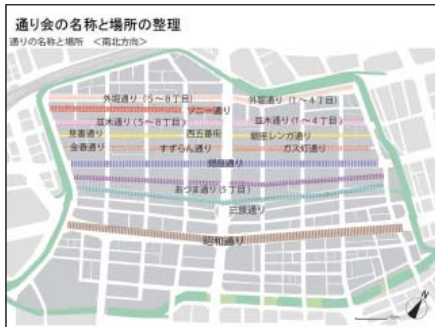 通り会の名称と場所の整理
通りの名称と場所 <南北方向>
外堀通り(5～8丁目)
外堀通り(1～4丁目)
ソニー通り
並木通り(5～8丁目)
並木通り(1～4丁目)
見番通り
西五番街
銀座レンガ通り
金春通り
すずらん通り
ガス灯通り
銀座通り
あづま通り(5丁目)
三原通り
昭和通り